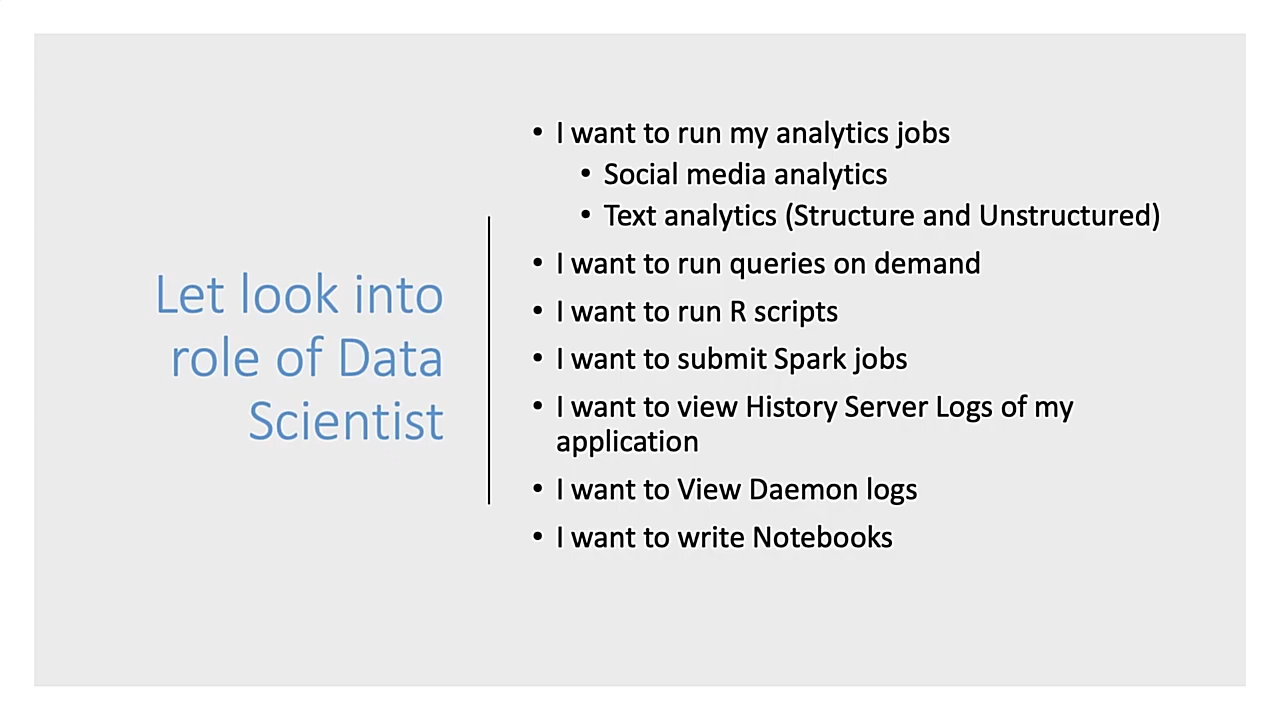 Let look into
role of Data
Scientist
• I want to run my analytics jobs
• Social media analytics
• Text analytics (Structure and Unstructured)
• I want to run queries on demand
• I want to run R scripts
• I want to submit Spark jobs
• I want to view History Server Logs of my
application
• I want to View Daemon logs
• I want to write Notebooks